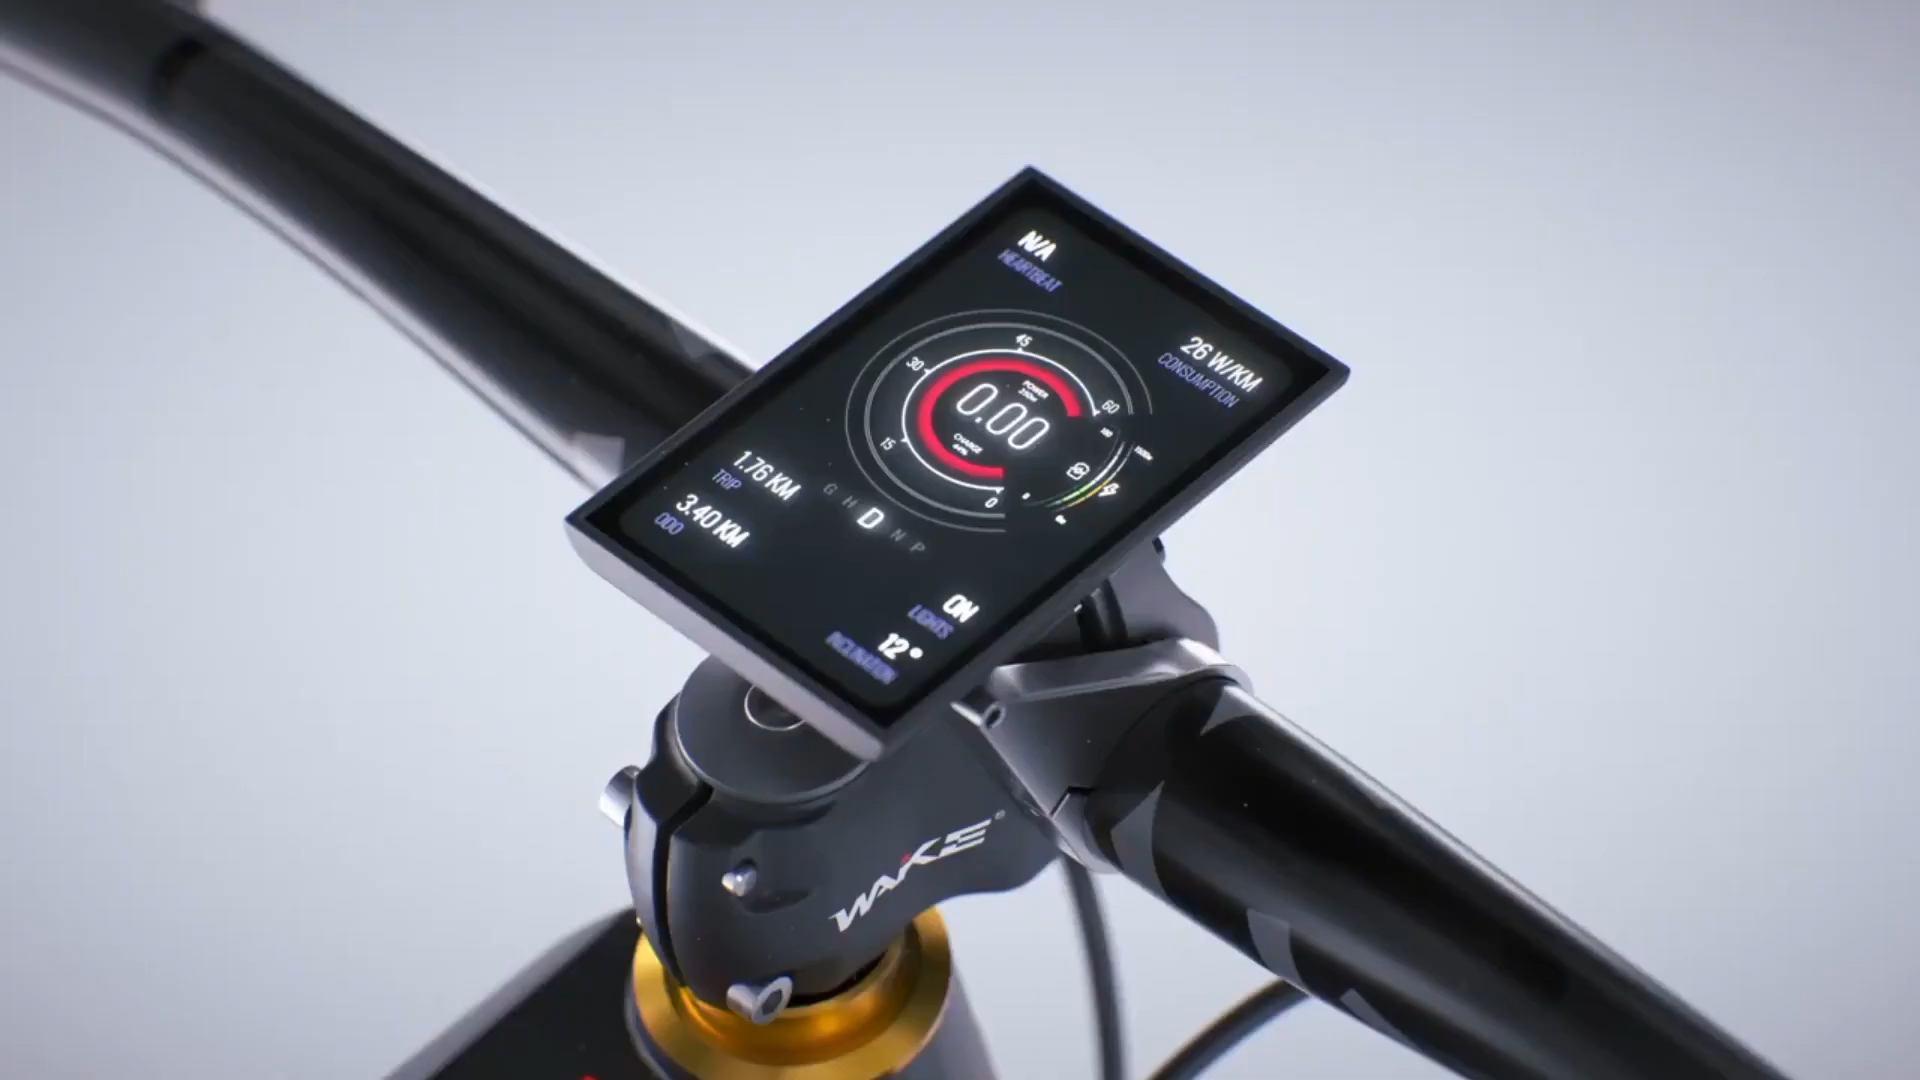 N/A
HEARTBEAT
26 W/KM
CONSUMPTION
45
30
60
15
0
POWER
250w
0.00
CHARGE
1.76 KM
TRIP
3.40 KM
ODO
G H D N P
ON
LIGHTS
12°
INCLINATION
WAKE